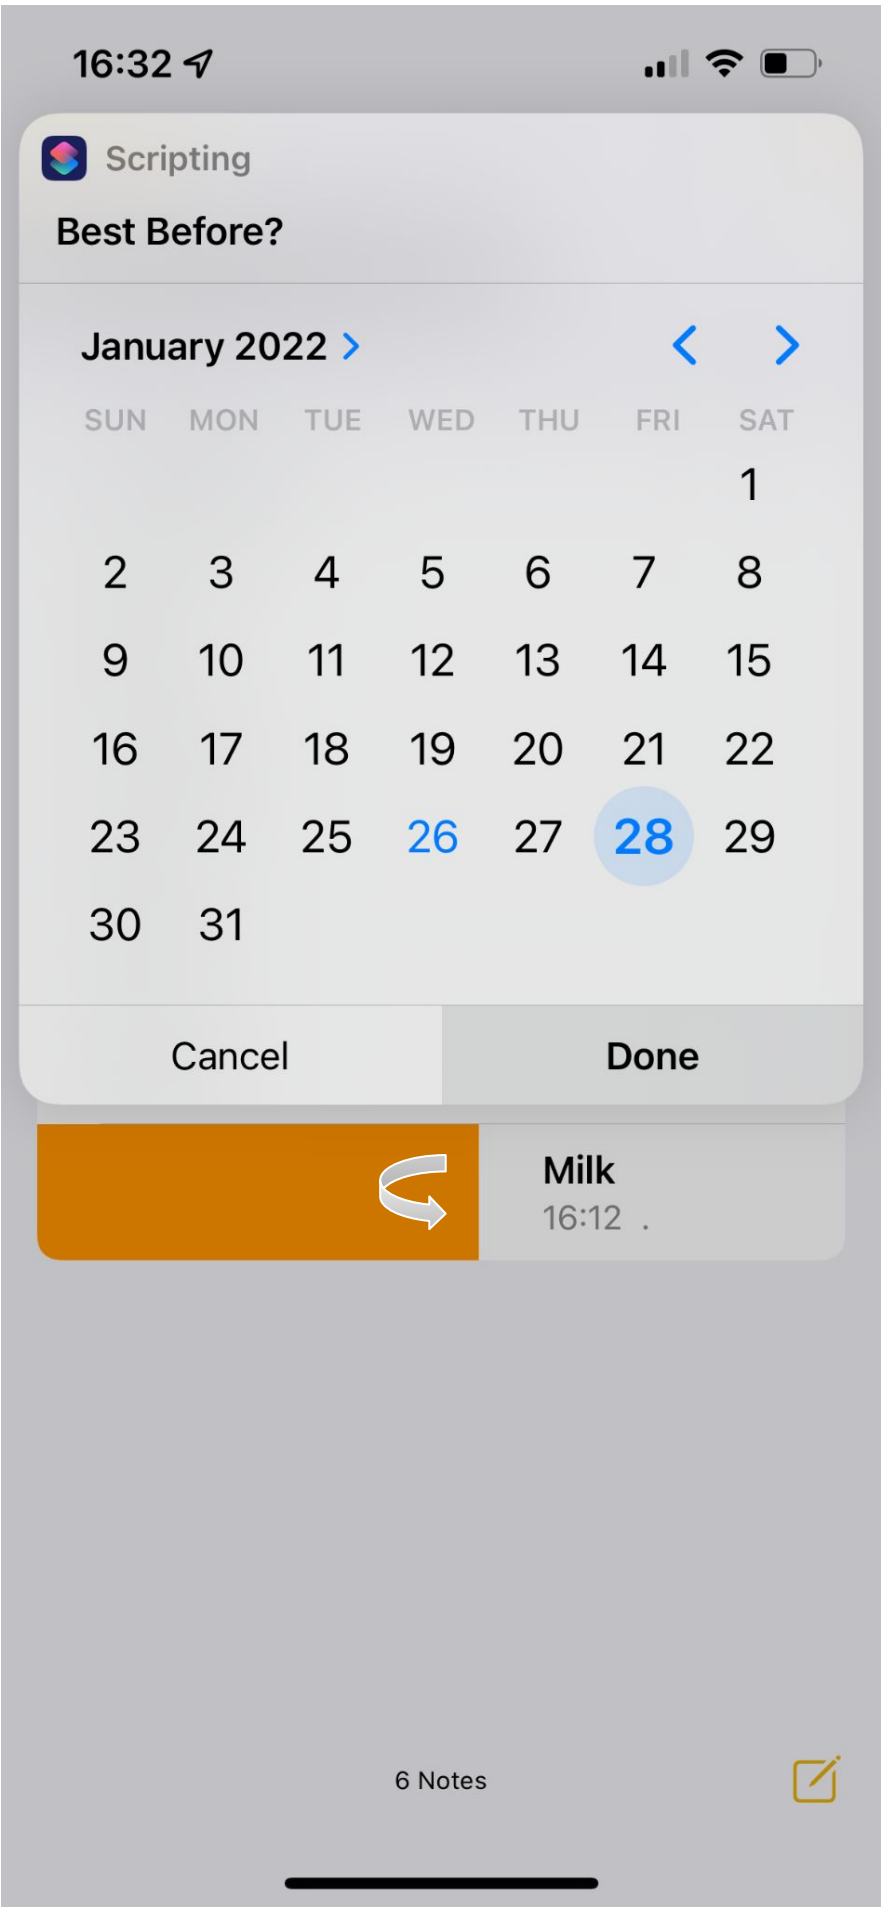 16:32
Scripting
Best Before?
January 2022
SUN MON TUE WED THU FRI SAT
1
2 3 4 5 6 7 8
9 10 11 12 13 14 15
16 17 18 19 20 21 22
23 24 25 26 27 28 29
30 31
Cancel Done
Milk
16:12 .
6 Notes